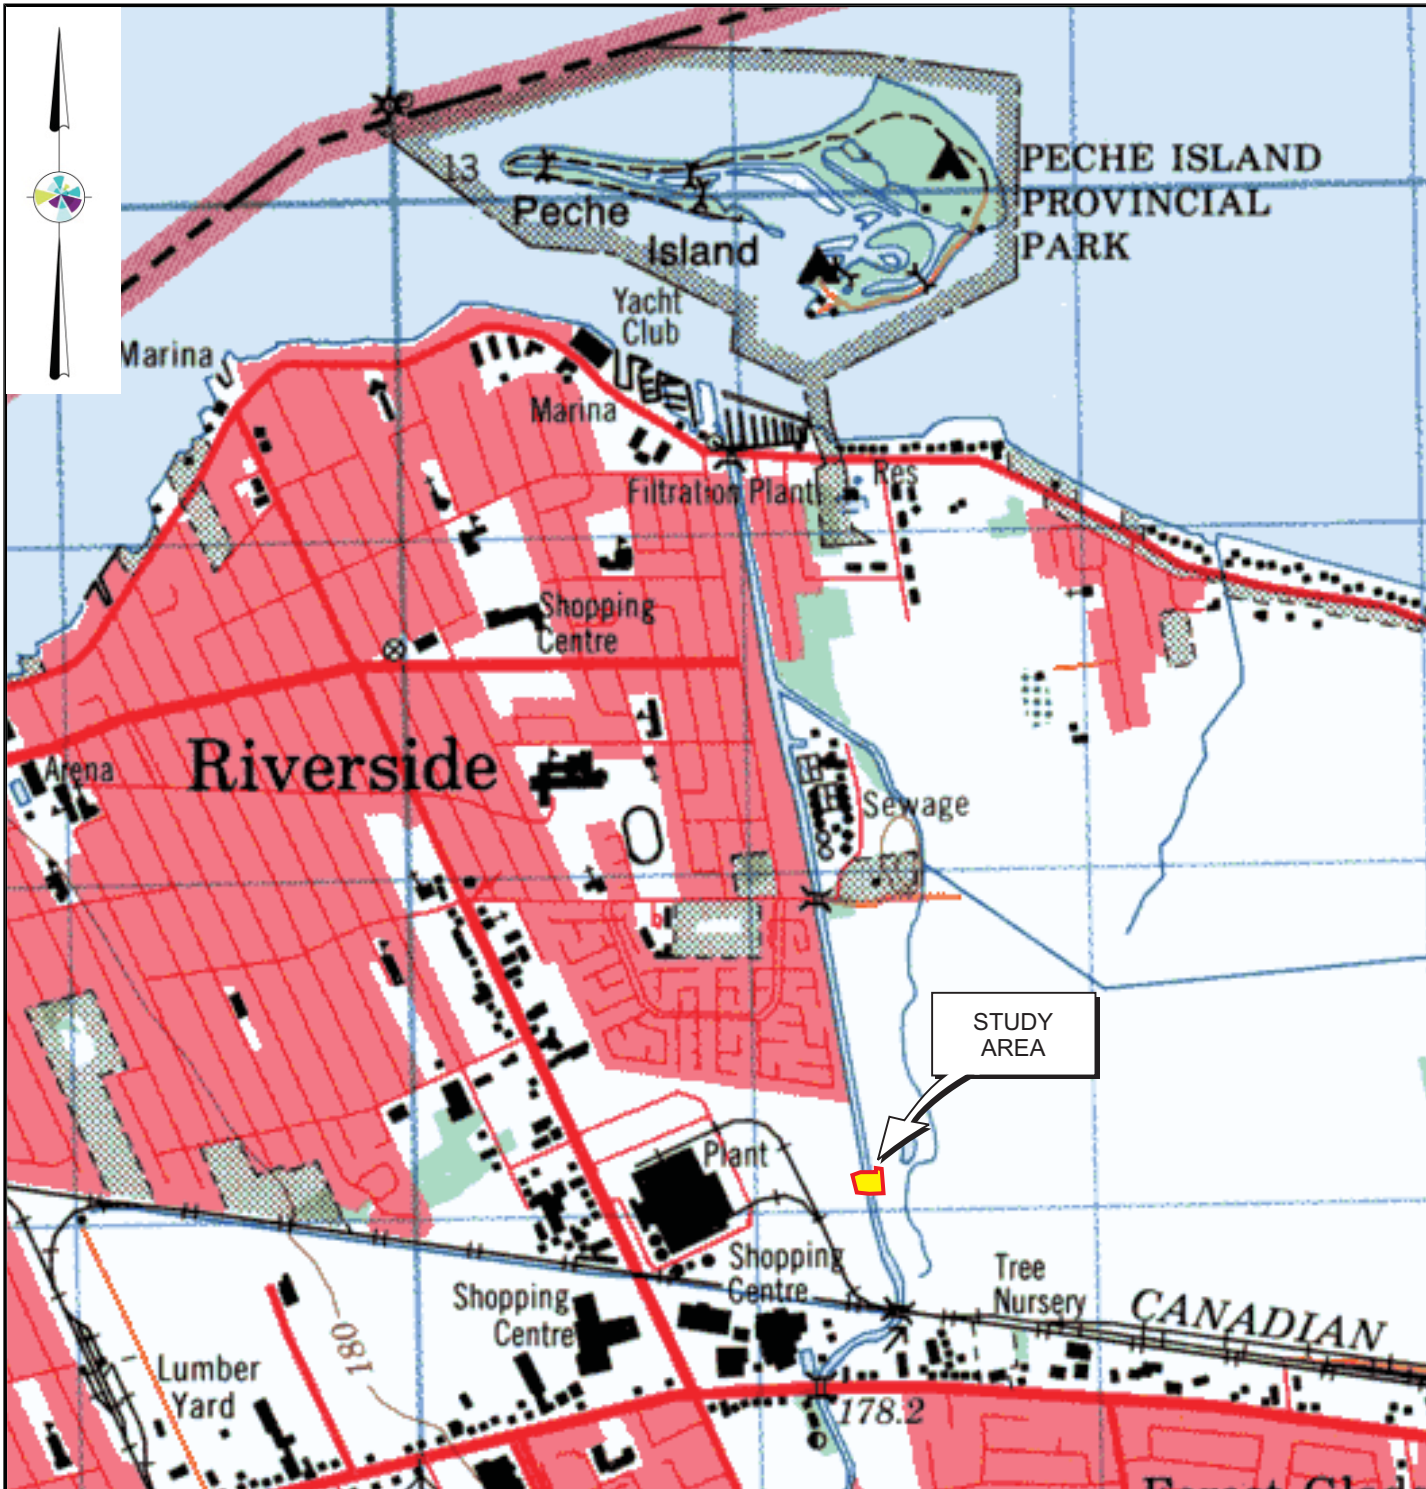 13
Peche
Island
PECHE ISLAND
PROVINCIAL
PARK
Yacht
Club
Marina
Marina
Res
Filtration Plant
Shopping
Centre
Riverside
Arena
Sewage
STUDY
AREA
Plant
Shopping
Centre
Tree
Nursery
CANADIAN
Shopping
Centre
180
Lumber
Yard
178.2